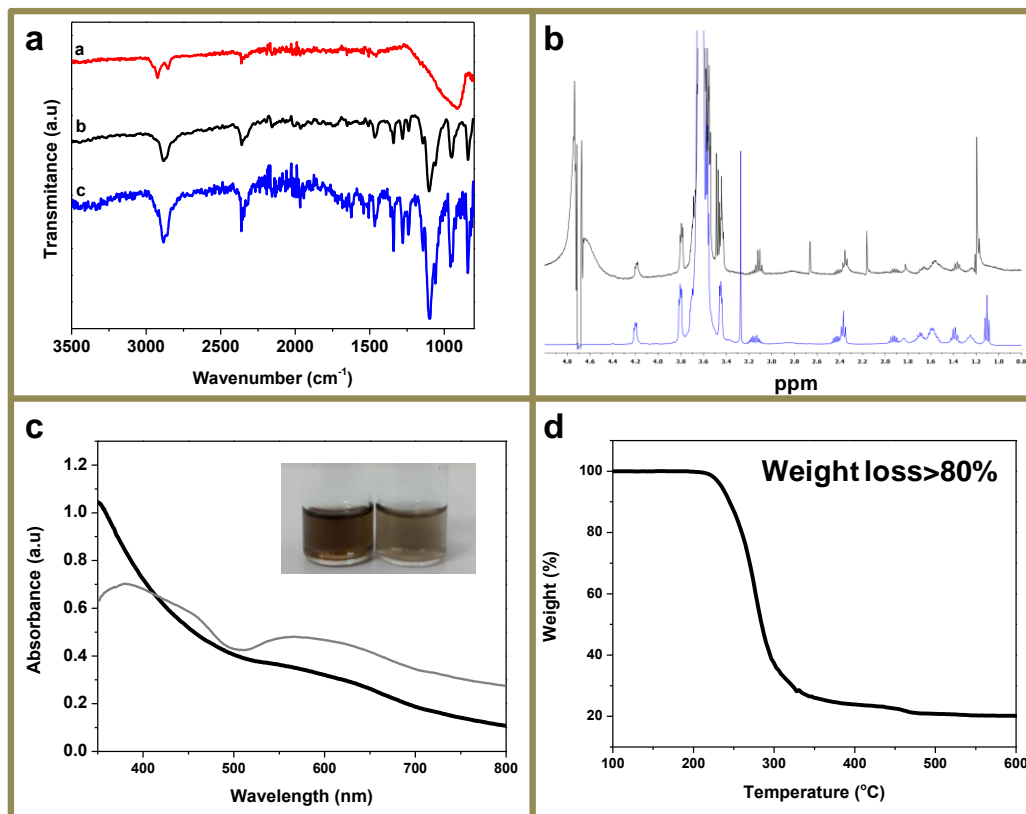 a
a
b
c
Transmitance (a.u)
3500 3000 2500 2000 1500 1000
Wavenumber (cm-1)
b
4.8 4.6 4.4 4.2 4.0 3.8 3.6 3.4 3.2 3.0 2.8 2.6 2.4 2.2 2.0 1.8 1.6 1.4 1.2 1.0 0.8
ppm
c
Absorbance (a.u)
1.2
1.0
0.8
0.6
0.4
0.2
0.0
400 500 600 700 800
Wavelength (nm)
d
Weight loss>80%
Weight (%)
100
80
60
40
20
100 200 300 400 500 600
Temperature (oC)